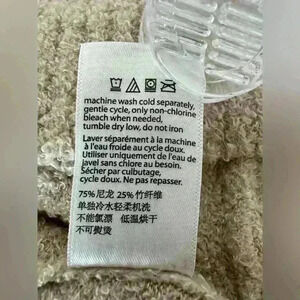 machine wash cold separately,
gentle cycle, only non-chlorine
bleach when needed,
tumble dry low, do not iron
Laver séparément à la machine
à l'eau froide au cycle doux.
Utiliser uniquement de l'eau de
javel sans chlore au besoin.
Sécher par culbutage,
cycle doux. Ne pas repasser.
75% 尼龙 25% 竹纤维
单独冷水轻柔机洗
不能氯漂 低温烘干
不可熨烫